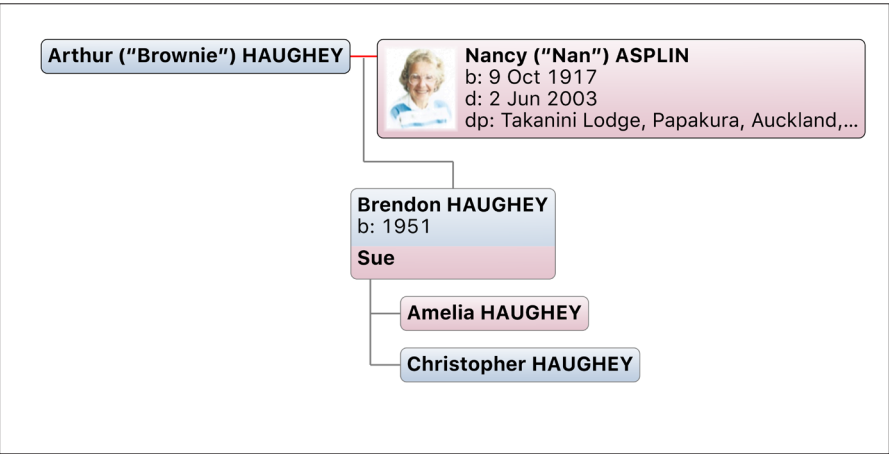 Arthur (“Brownie”) HAUGHEY
Nancy (“Nan”) ASPLIN
b: 9 Oct 1917
d: 2 Jun 2003
dp: Takanini Lodge, Papakura, Auckland,...
Brendon HAUGHEY
b: 1951
Sue
Amelia HAUGHEY
Christopher HAUGHEY